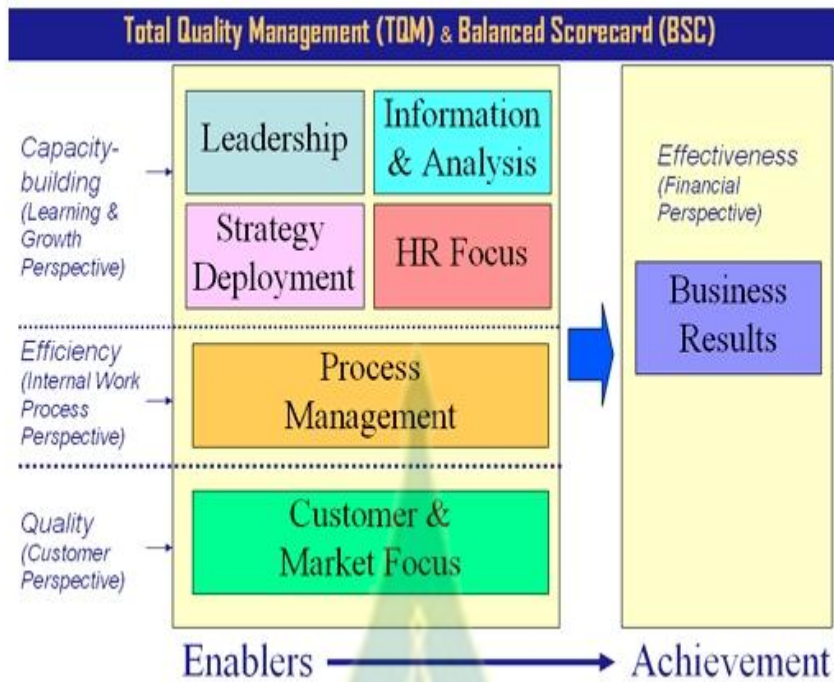 Total Quality Management (TQM) & Balanced Scorecard (BSC)
Capacity-
building
(Learning &
Growth
Perspective)
Leadership
Information
& Analysis
Strategy
Deployment
HR Focus
Efficiency
(Internal Work
Process
Perspective)
Process
Management
Quality
(Customer
Perspective)
Customer &
Market Focus
Effectiveness
(Financial
Perspective)
Business
Results
Enablers
Achievement